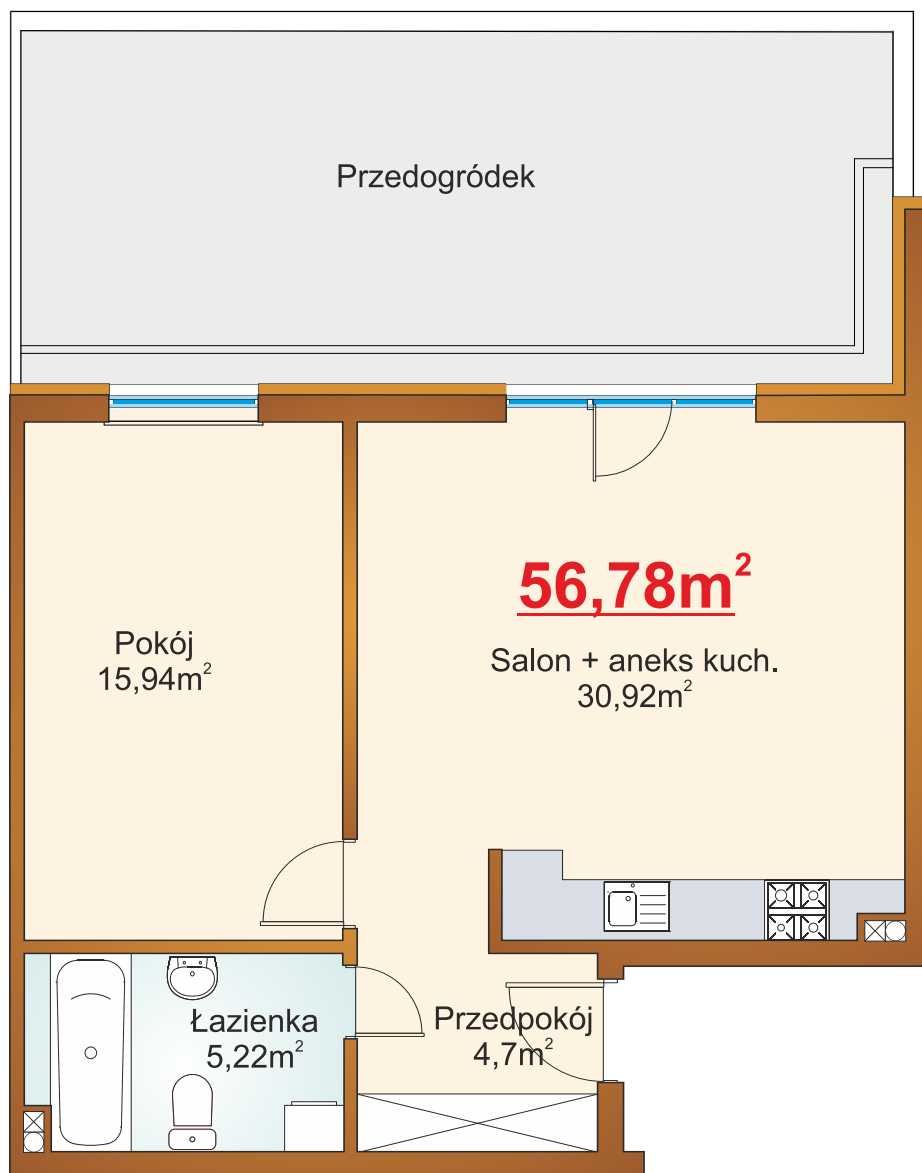 Przedogródek
56,78m²
Pokój
15,94m²
Salon + aneks kuch.
30,92m²
Łazienka
5,22m²
Przedpokój
4,7m²